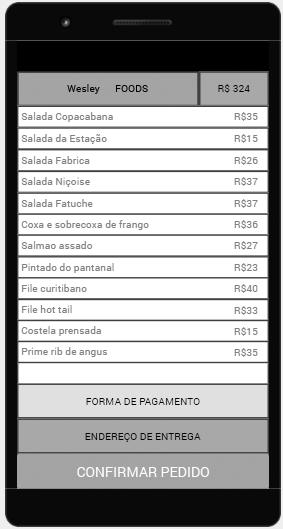 Wesley FOODS R$ 324
Salada Copacabana R$35
Salada da Estação R$15
Salada Fabrica R$26
Salada Niçoise R$37
Salada Fatuche R$37
Coxa e sobrecoxa de frango R$36
Salmao assado R$27
Pintado do pantanal R$23
File curitibano R$40
File hot tail R$33
Costela prensada R$15
Prime rib de angus R$35
FORMA DE PAGAMENTO
ENDEREÇO DE ENTREGA
CONFIRMAR PEDIDO